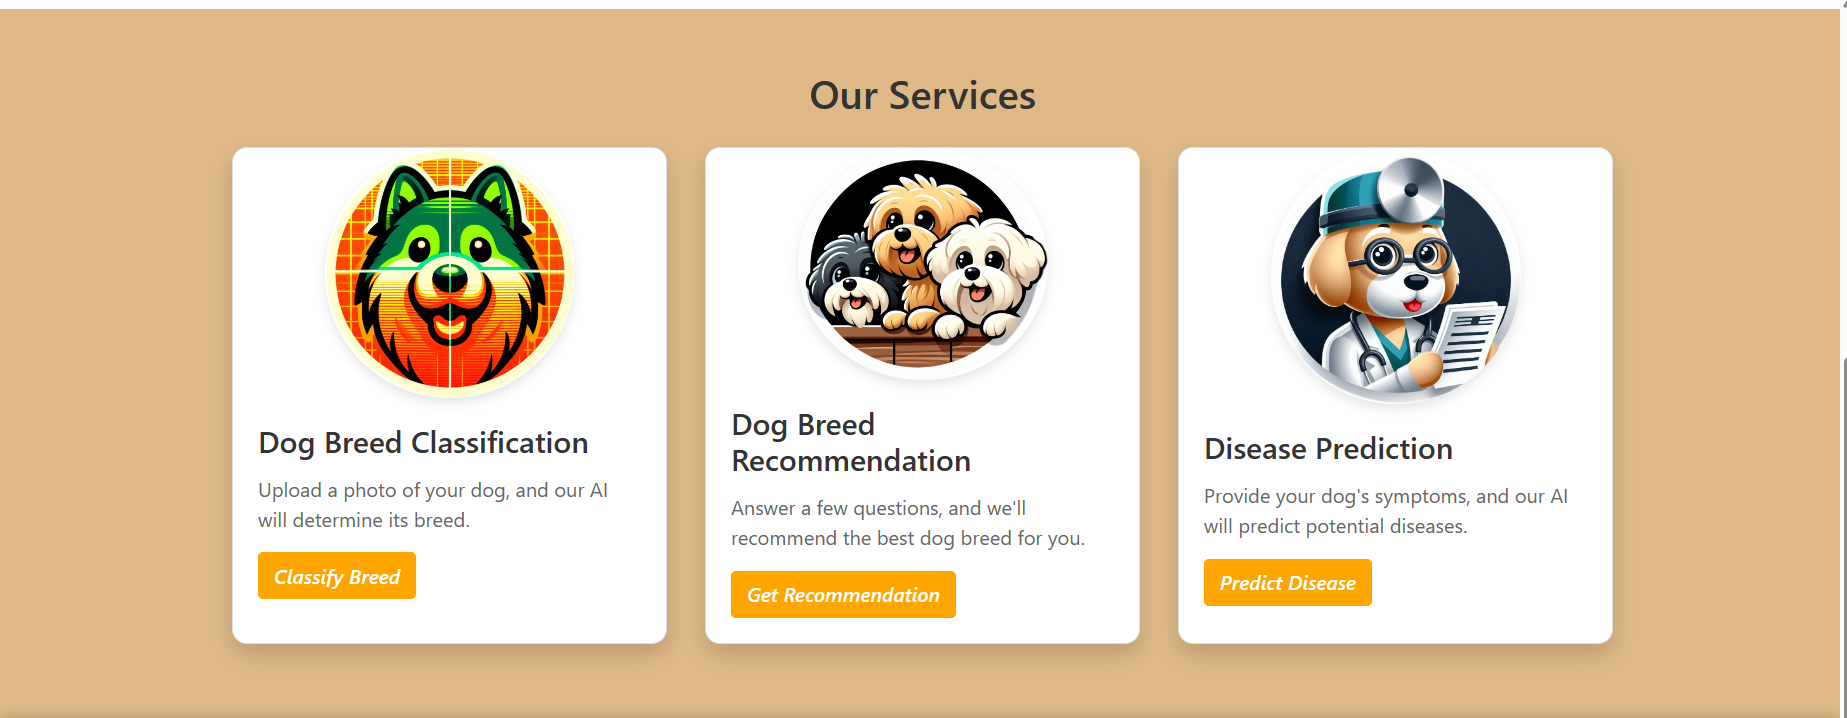 Our Services
Dog Breed Classification
Upload a photo of your dog, and our AI
will determine its breed.
Classify Breed
Dog Breed
Recommendation
Answer a few questions, and we'll
recommend the best dog breed for you.
Get Recommendation
Disease Prediction
Provide your dog's symptoms, and our AI
will predict potential diseases.
Predict Disease